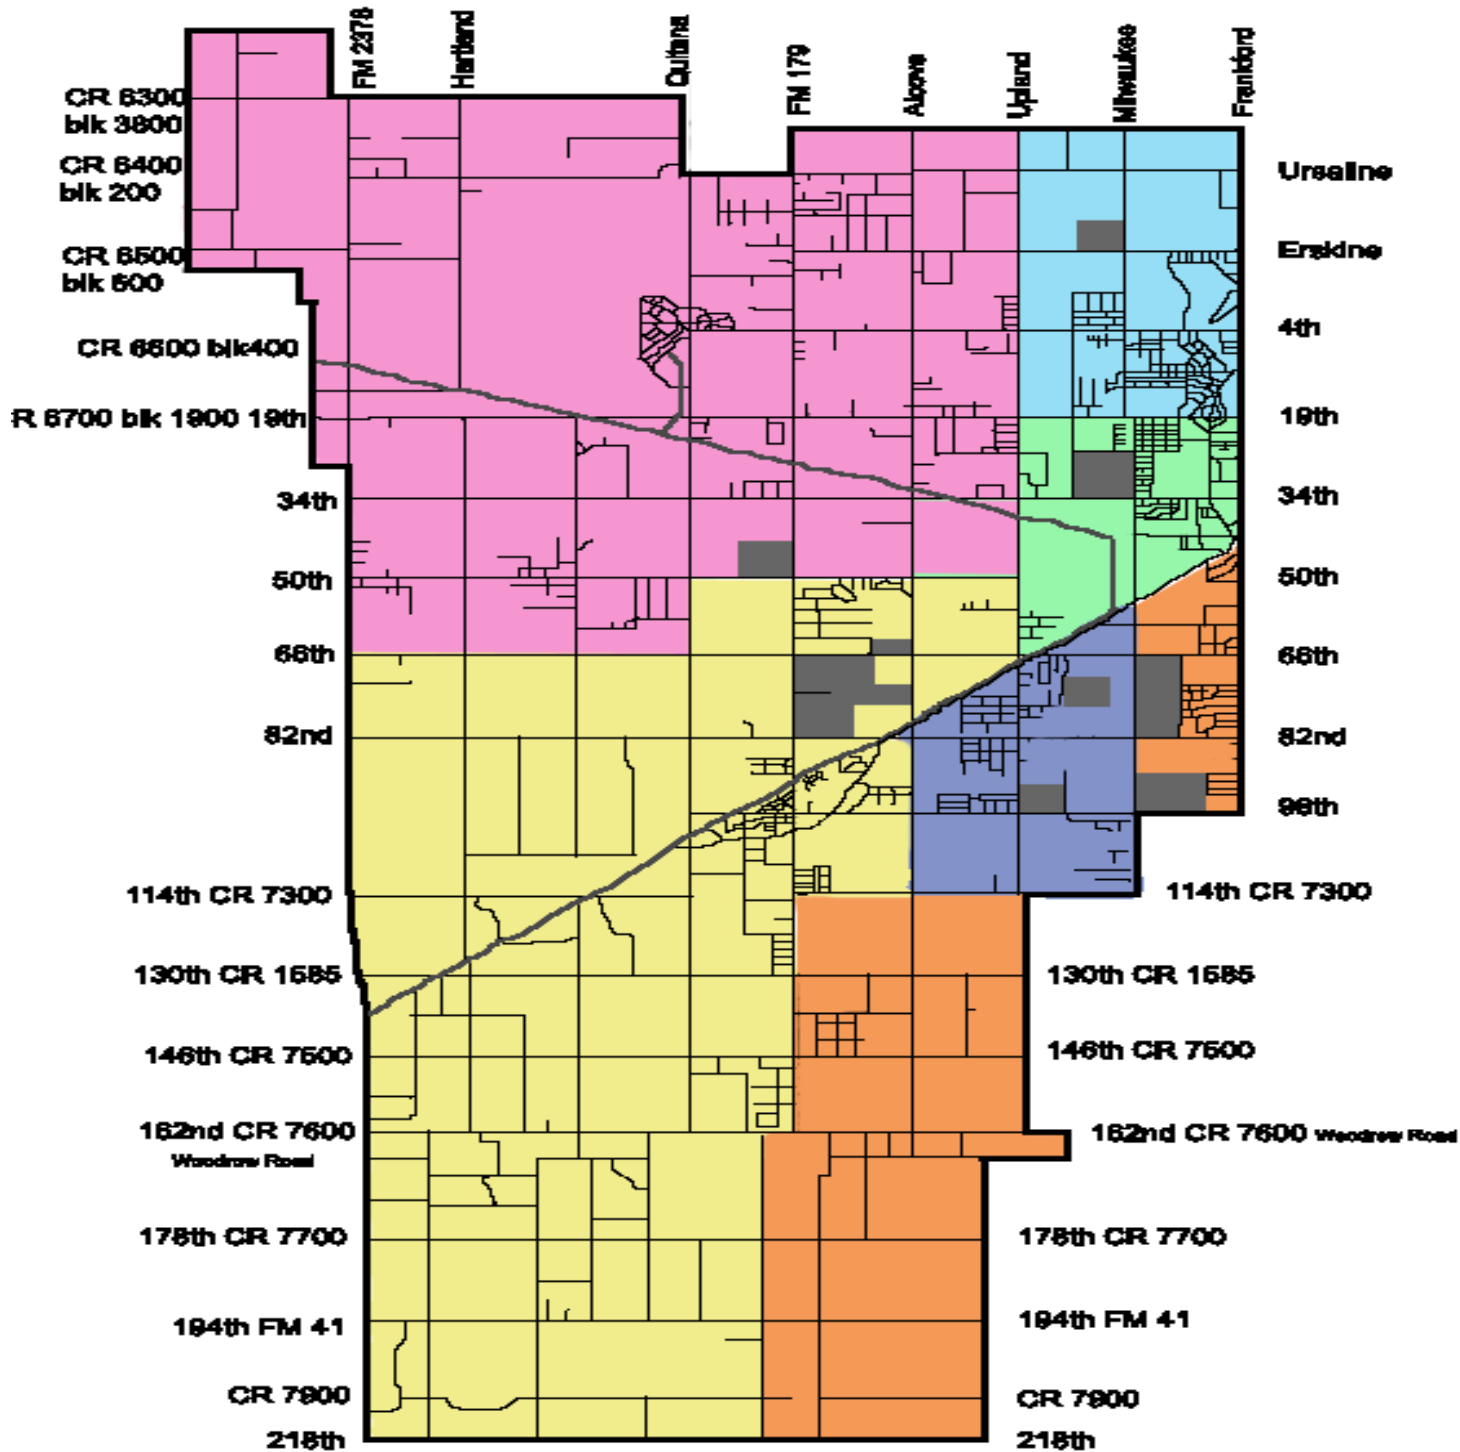 FM 2378
Hartland
Quitana
FM 179
Alcove
Upland
Milwaukee
Frankford
CR 6300
blk 3800
CR 6400
blk 200
CR 6500
blk 600
CR 6600 blk400
R 6700 blk 1900 19th
34th
50th
66th
82nd
114th CR 7300
130th CR 1585
146th CR 7500
162nd CR 7600
Woodrow Road
178th CR 7700
194th FM 41
CR 7900
218th
Ursaline
Erskine
4th
19th
34th
50th
66th
82nd
98th
114th CR 7300
130th CR 1585
146th CR 7500
162nd CR 7600 Woodrow Road
178th CR 7700
194th FM 41
CR 7900
218th